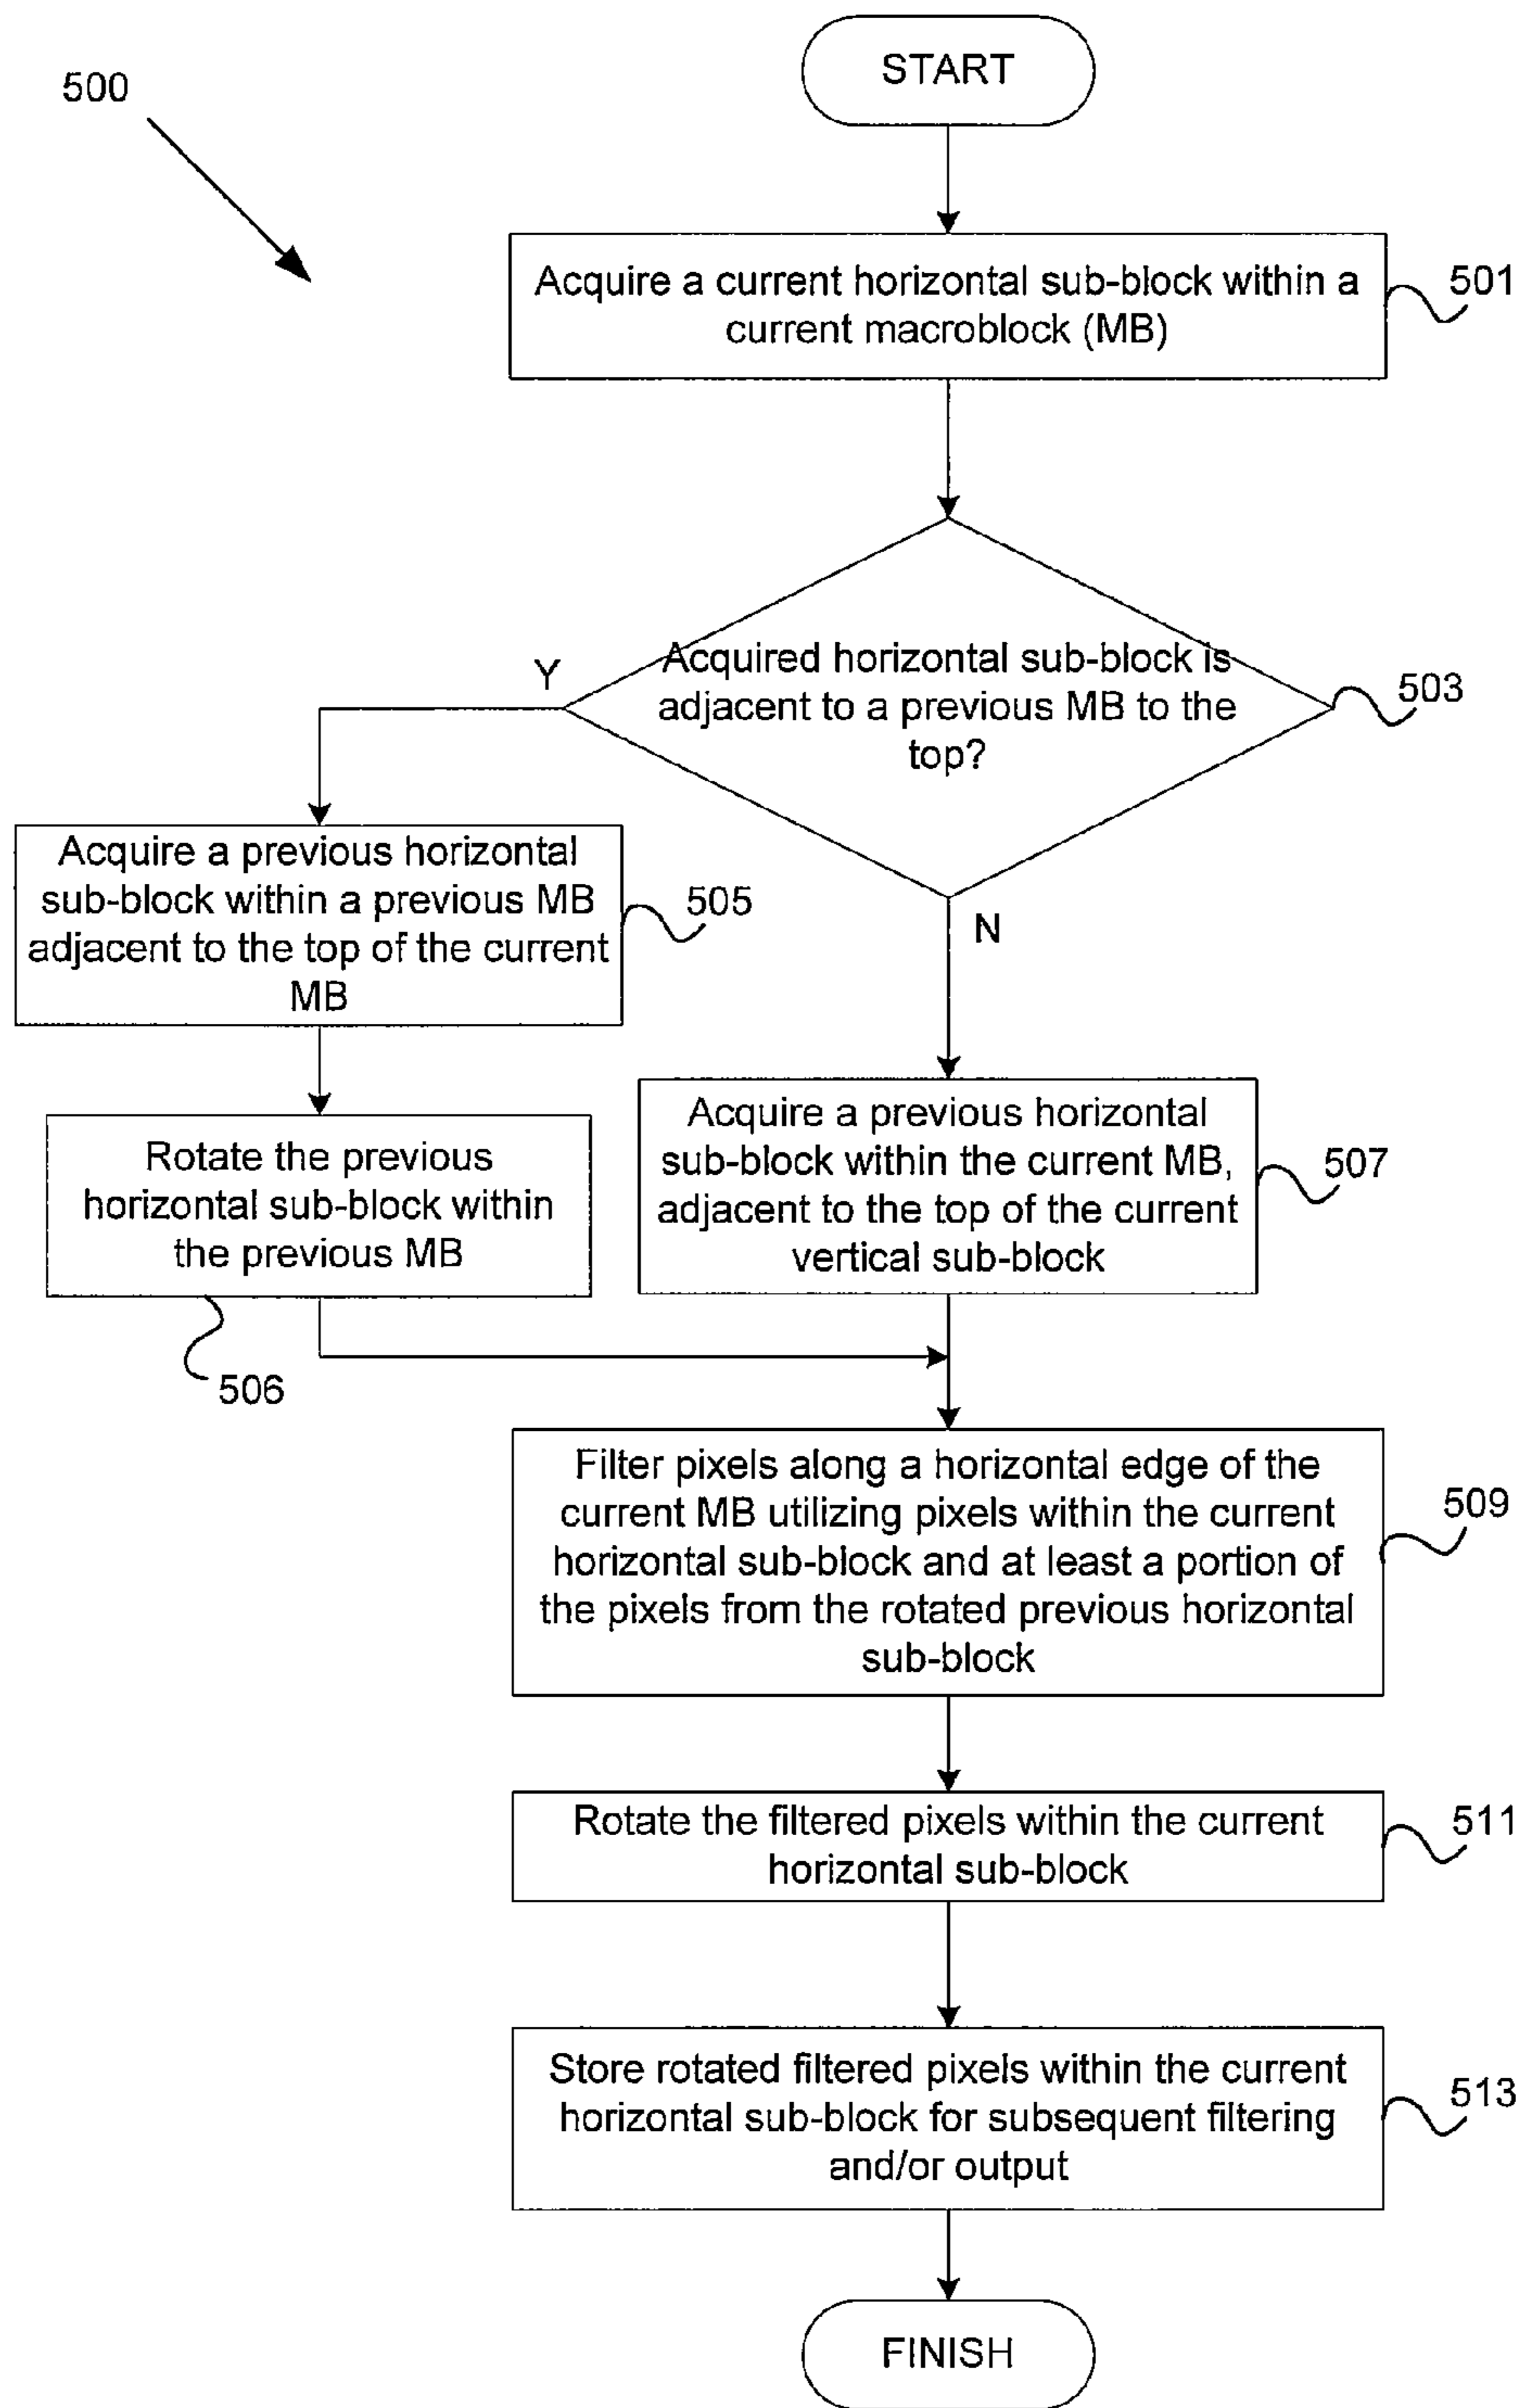 500
START
Acquire a current horizontal sub-block within a
current macroblock (MB)
501
Acquired horizontal sub-block is
adjacent to a previous MB to the
top?
503
Y
N
Acquire a previous horizontal
sub-block within a previous MB
adjacent to the top of the current
MB
505
Rotate the previous
horizontal sub-block within
the previous MB
506
Acquire a previous horizontal
sub-block within the current MB,
adjacent to the top of the current
vertical sub-block
507
Filter pixels along a horizontal edge of the
current MB utilizing pixels within the current
horizontal sub-block and at least a portion of
the pixels from the rotated previous horizontal
sub-block
509
Rotate the filtered pixels within the current
horizontal sub-block
511
Store rotated filtered pixels within the current
horizontal sub-block for subsequent filtering
and/or output
513
FINISH